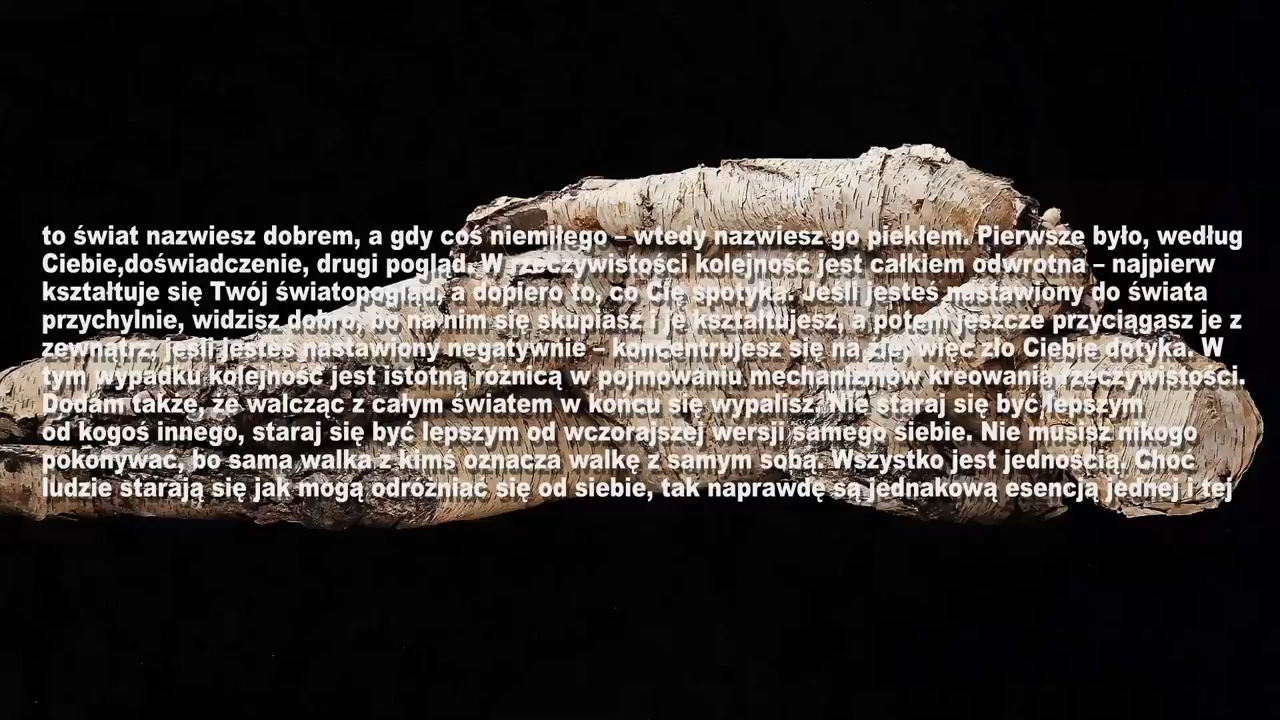 to świat nazwiesz dobrem, a gdy coś niemiłego – wtedy nazwiesz go piekłem. Pierwsze było, według
Ciebie,doświadczenie, drugi pogląd. W rzeczywistości kolejność jest całkiem odwrotna – najpierw
kształtuje się Twój światopogląd, a dopiero to, co Cię spotyka. Jeśli jesteś nastawiony do świata
przychylnie, widzisz dobro, bo na nim się skupiasz i je kształtujesz, a potem jeszcze przyciągasz je z
zewnątrz, jeśli jesteś nastawiony negatywnie – koncentrujesz się na źle, więc zło Ciebie dotyka. W
tym wypadku kolejność jest istotną różnicą w pojmowaniu mechanizmów kreowania rzeczywistości.
Dodam także, że walcząc z całym światem w końcu się wypalisz. Nie staraj się być lepszym
od kogoś innego, staraj się być lepszym od wczorajszej wersji samego siebie. Nie musisz nikogo
pokonywać, bo sama walka z kimś oznacza walkę z samym sobą. Wszystko jest jednością. Choć
ludzie starają się jak mogą odróżniać się od siebie, tak naprawdę są jednakową esencją jednej i tej